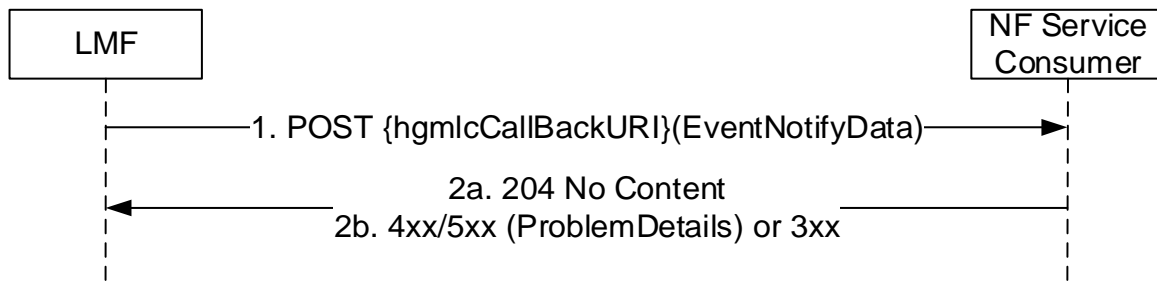 LMF
NF Service
Consumer
1. POST {hgmlcCallBackURI}(EventNotifyData)
2a. 204 No Content
2b. 4xx/5xx (ProblemDetails) or 3xx